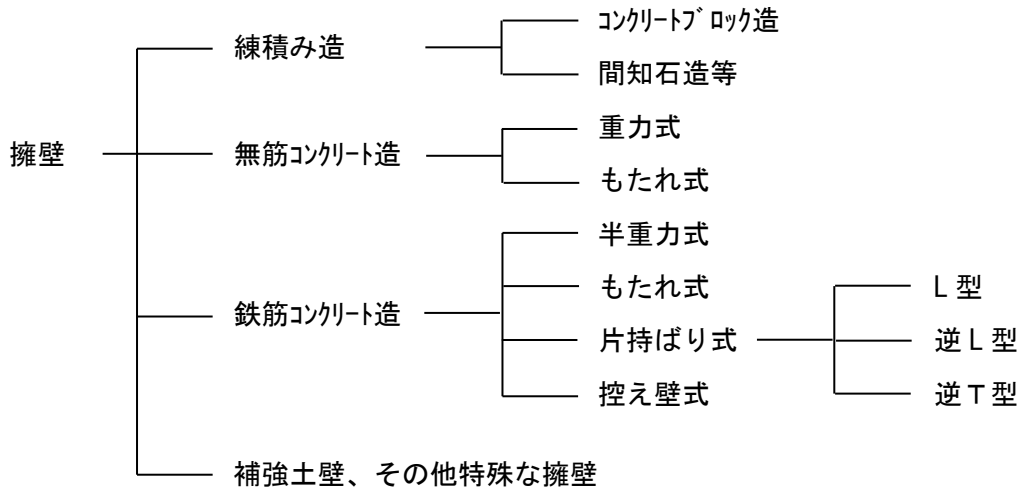 コンクリートブロック造
練積み造
間知石造等
重力式
擁壁
無筋コンクリート造
もたれ式
半重力式
もたれ式
L型
鉄筋コンクリート造
片持ばり式
逆L型
控え壁式
逆T型
補強土壁、その他特殊な擁壁